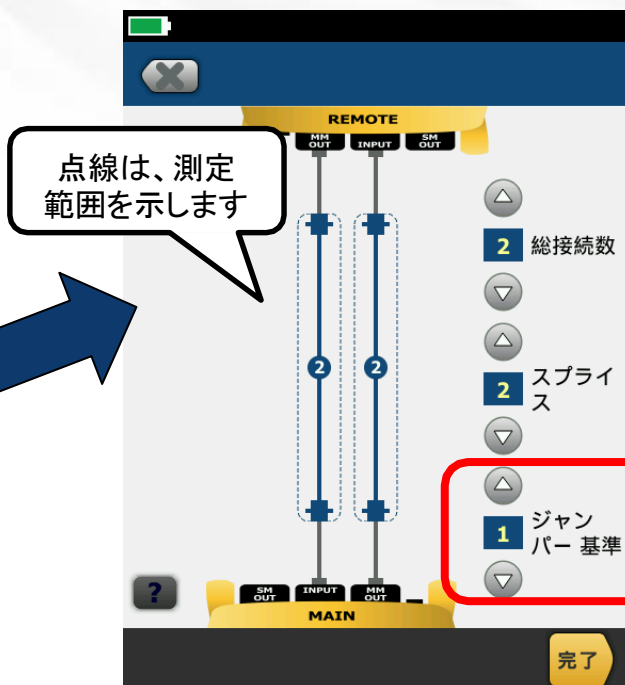 REMOTE
MM OUT
INPUT
SM OUT
点線は、測定
範囲を示します
2 総接続数
2
2
2 スプライ
ス
1 ジャン
パー 基準
?
SM OUT
INPUT
MM OUT
MAIN
完了